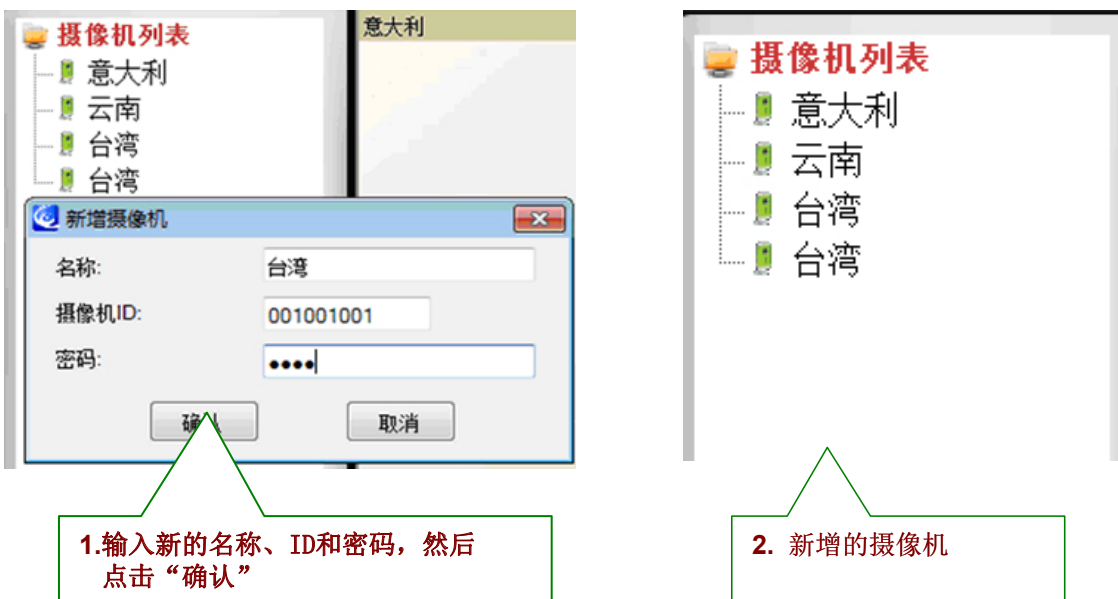 摄像机列表
意大利
云南
台湾
台湾
意大利
新增摄像机
名称:
台湾
摄像机ID:
001001001
密码:
••••
取消
1.输入新的名称、ID和密码，然后
点击“确认”
摄像机列表
意大利
云南
台湾
台湾
2. 新增的摄像机